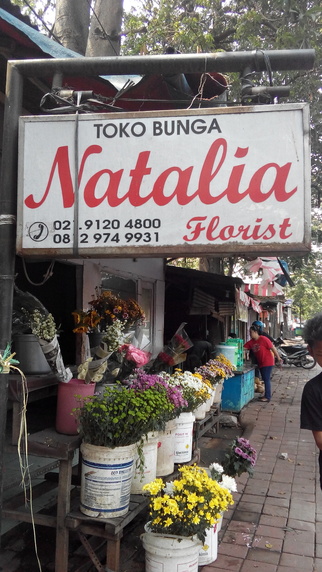 TOKO BUNGA
Natalia
Florist
021.9120 4800
0812 974 9931